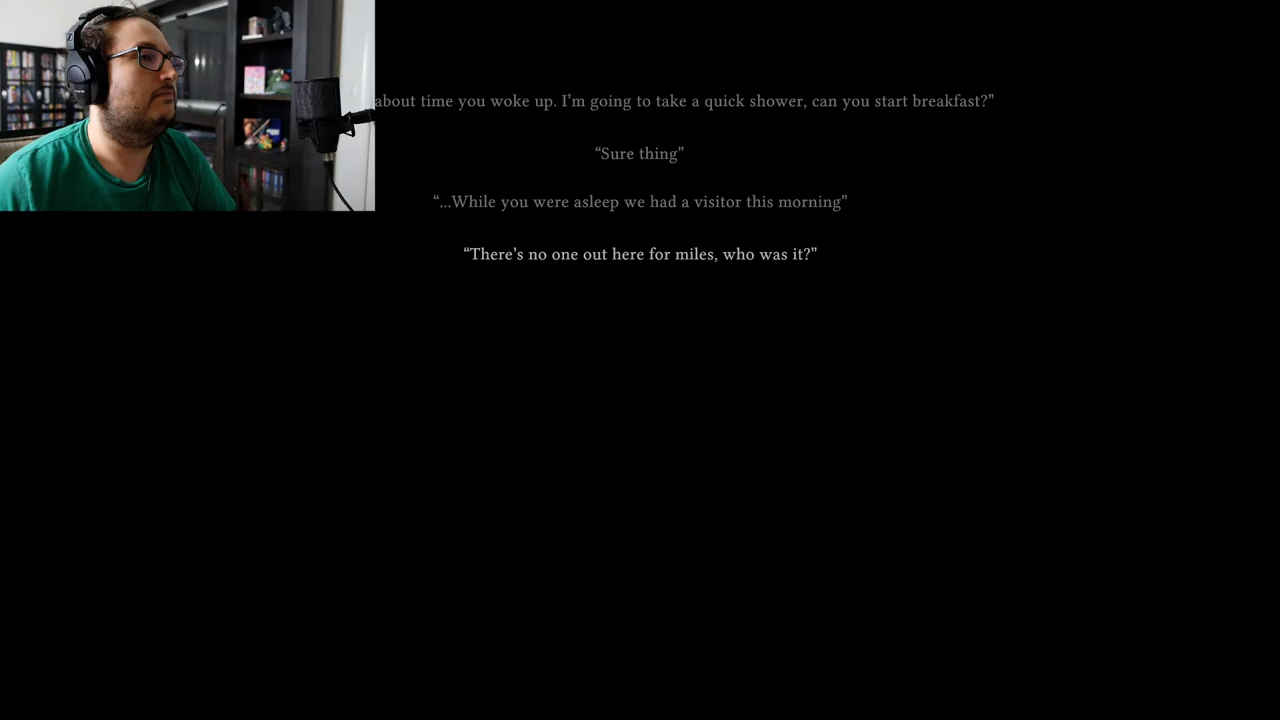 about time you woke up. I’m going to take a quick shower, can you start breakfast?”
“Sure thing”
“...While you were asleep we had a visitor this morning”
“There’s no one out here for miles, who was it?”